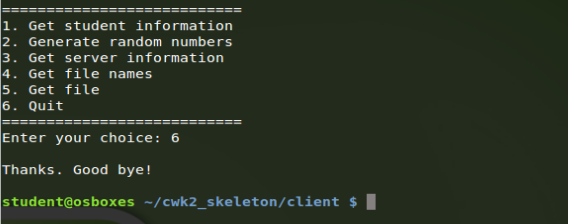 ===========================
1. Get student information
2. Generate random numbers
3. Get server information
4. Get file names
5. Get file
6. Quit
===========================
Enter your choice: 6
Thanks. Good bye!
student@osboxes ~/cwk2_skeleton/client $